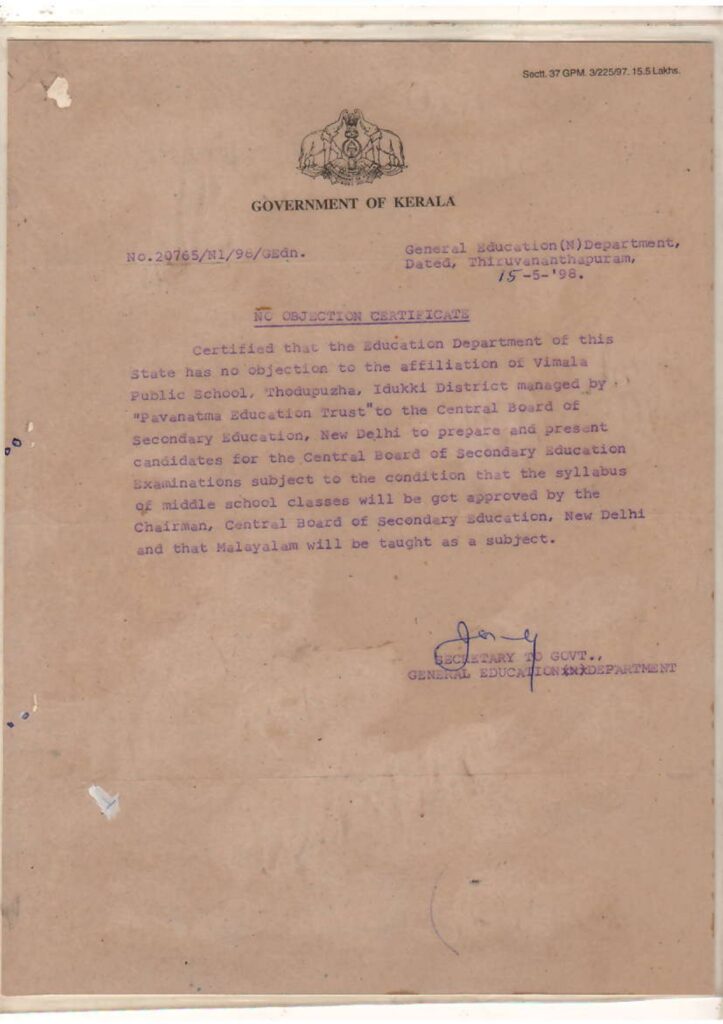 Sectt. 37 GPM. 3/225/97. 15.5 Lakhs.
GOVERNMENT OF KERALA
No.20765/N1/96/GEdn.
General Education(N)Department,
Dated, Thiruvananthapuram,
15-5-'98.
NO OBJECTION CERTIFICATE
Certified that the Education Department of this
State has no objection to the affiliation of Vimala
Public School, Thodupuzha, Idukki District managed by
"Pavanatma Education Trust"to the Central Board of
Secondary Education, New Delhi to prepare and present
candidates for the Central Board of Secondary Education
Examinations subject to the condition that the syllabus
of middle school classes will be got approved by the
Chairman, Central Board of Secondary Education, New Delhi
and that Malayalam will be taught as a subject.
SECRETARY TO GOVT.,
GENERAL EDUCATION(N)DEPARTMENT